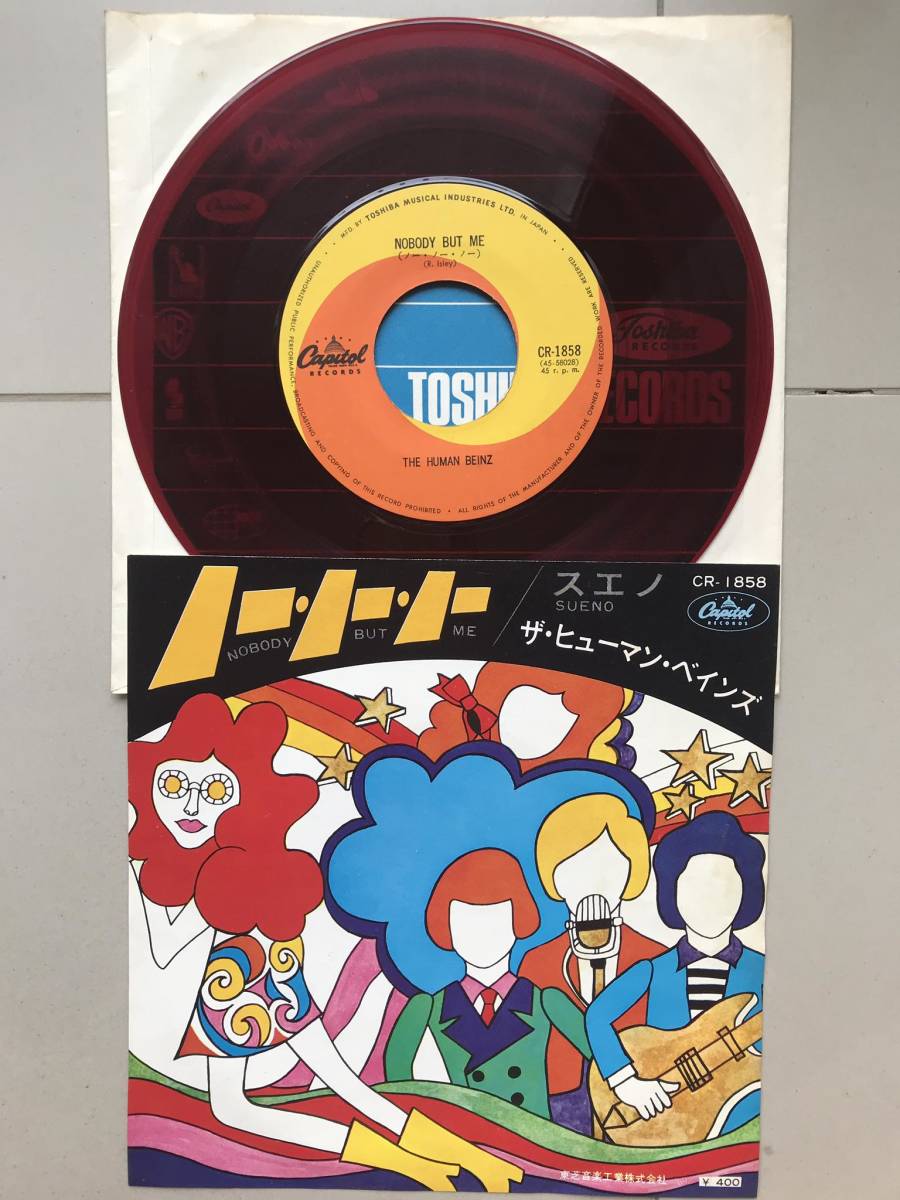 MFD. BY TOSHIBA MUSICAL INDUSTRIES LTD. IN JAPAN
NOBODY BUT ME
(ノー・ノー・ノー)
(R. Isley)
Capitol
RECORDS
CR-1858
(45-58028)
45 r.p.m.
THE HUMAN BEINZ
UNAUTHORIZED PUBLIC PERFORMANCE, BROADCASTING AND COPYING OF THIS RECORD PROHIBITED • ALL RIGHTS OF THE MANUFACTURER AND OF THE OWNER OF THE RECORDED WORK ARE RESERVED
TOSHI
Capitol
Toshiba
RECORDS
ECORDS
ノー・ノー・ノー
NOBODY BUT ME
スエノ
SUENO
CR-1858
Capitol
RECORDS
ザ・ヒューマン・ベインズ
東芝音楽工業株式会社
¥ 400